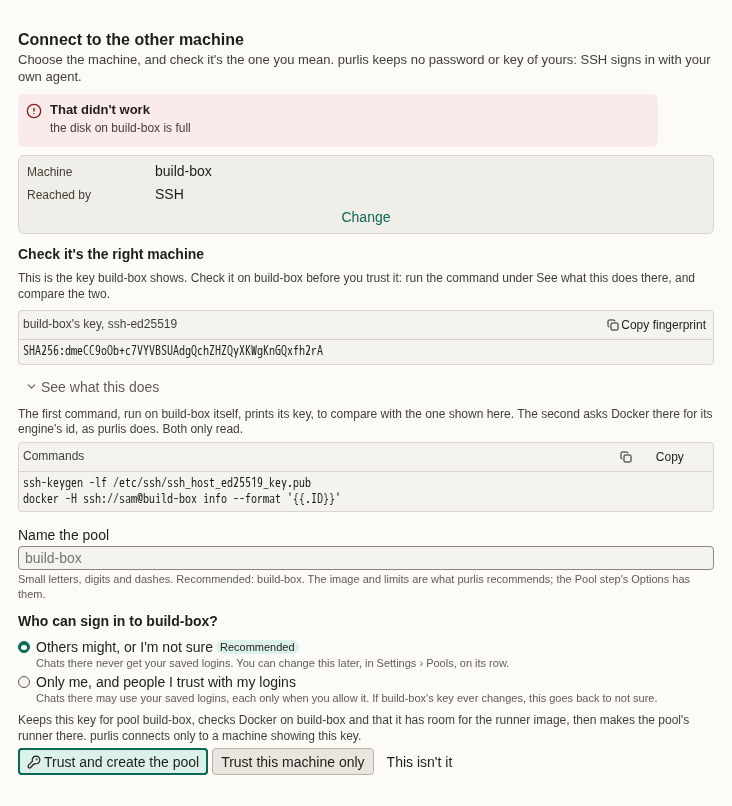 Connect to the other machine
Choose the machine, and check it's the one you mean. purlis keeps no password or key of yours: SSH signs in with your
own agent.
That didn't work
the disk on build-box is full
Machine build-box
Reached by SSH
Change
Check it's the right machine
This is the key build-box shows. Check it on build-box before you trust it: run the command under See what this does there, and
compare the two.
build-box's key, ssh-ed25519 Copy fingerprint
SHA256:dmeCC9oOb+c7VYVBSUAdgQchZHZQyXKWgKnGQxfh2rA
See what this does
The first command, run on build-box itself, prints its key, to compare with the one shown here. The second asks Docker there for its
engine's id, as purlis does. Both only read.
Commands Copy
ssh-keygen -lf /etc/ssh/ssh_host_ed25519_key.pub
docker -H ssh://sam@build-box info --format '{{.ID}}'
Name the pool
build-box
Small letters, digits and dashes. Recommended: build-box. The image and limits are what purlis recommends; the Pool step's Options has
them.
Who can sign in to build-box?
Others might, or I'm not sure Recommended
Chats there never get your saved logins. You can change this later, in Settings › Pools, on its row.
Only me, and people I trust with my logins
Chats there may use your saved logins, each only when you allow it. If build-box's key ever changes, this goes back to not sure.
Keeps this key for pool build-box, checks Docker on build-box and that it has room for the runner image, then makes the pool's
runner there. purlis connects only to a machine showing this key.
Trust and create the pool Trust this machine only This isn't it